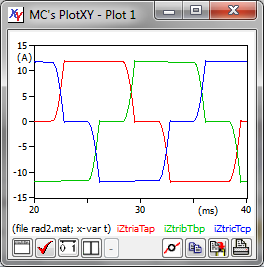 MC's PlotXY - Plot 1
15
(A)
10
5
0
-5
-10
-15
20 30 (ms) 40
(file rad2.mat; x-var t) iZtriaTap iZtribTbp iZtricTcp